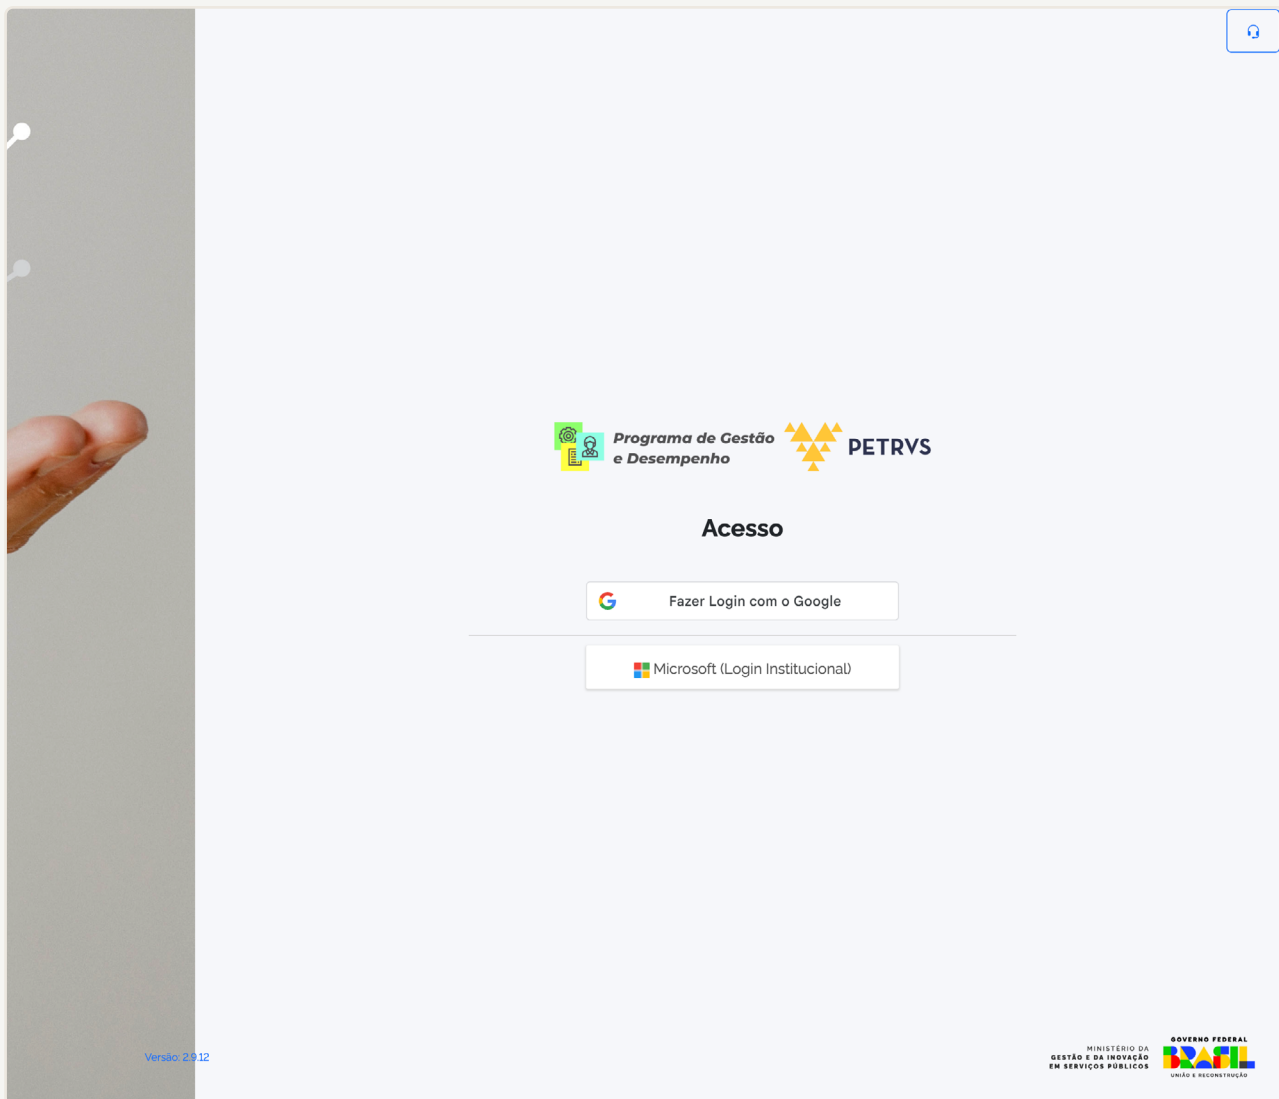 Programa de Gestão
e Desempenho
PETRVS
Acesso
Fazer Login com o Google
Microsoft (Login Institucional)
Versão: 2.9.12
MINISTÉRIO DA
GESTÃO E DA INOVAÇÃO
EM SERVIÇOS PÚBLICOS
GOVERNO FEDERAL
BRASIL
UNIÃO E RECONSTRUÇÃO